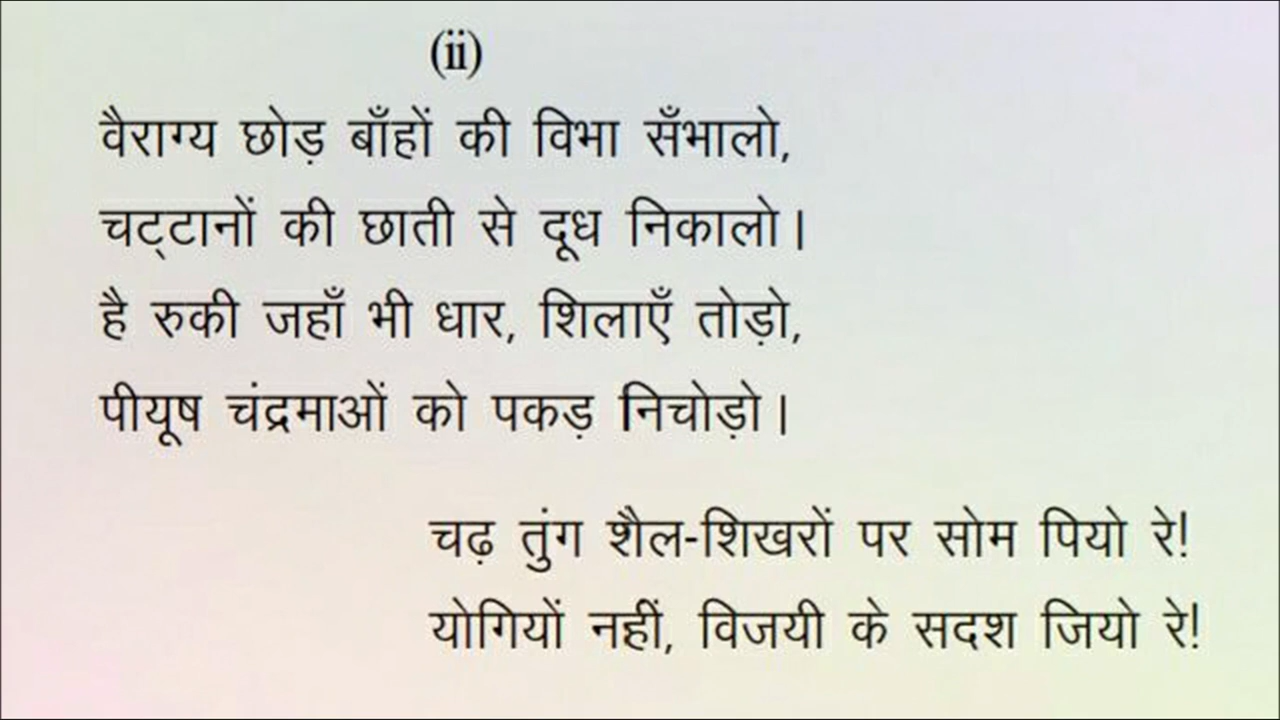 (ii)
वैराग्य छोड़ बाँहों की विभा सँभालो,
चट्‌टानों की छाती से दूध निकालो।
है रुकी जहाँ भी धार, शिलाएँ तोड़ो,
पीयूष चंद्रमाओं को पकड़ निचोड़ो।
चढ़ तुंग शैल-शिखरों पर सोम पियो रे!
योगियों नहीं, विजयी के सदश जियो रे!